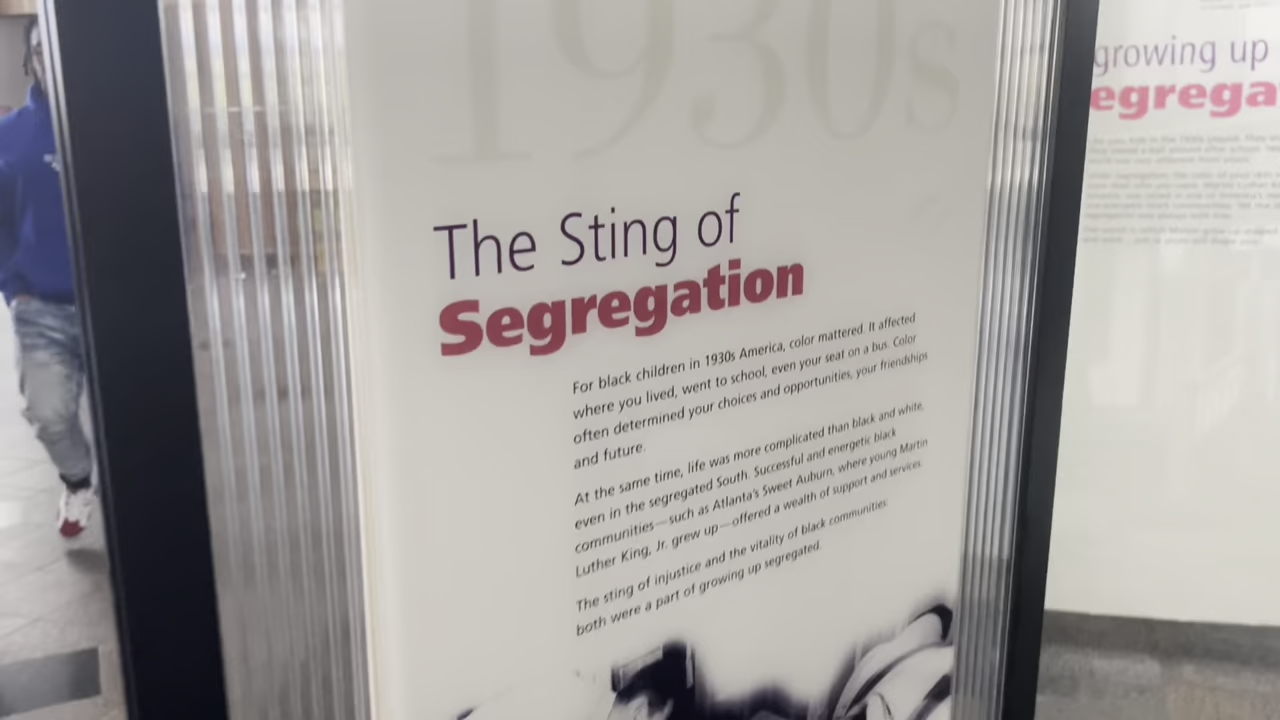 1930s
The Sting of
Segregation
For black children in 1930s America, color mattered. It affected
where you lived, went to school, even your seat on a bus. Color
often determined your choices and opportunities, your friendships
and future.
At the same time, life was more complicated than black and white,
even in the segregated South. Successful and energetic black
communities—such as Atlanta's Sweet Auburn, where young Martin
Luther King, Jr. grew up—offered a wealth of support and services.
The sting of injustice and the vitality of black communities:
both were a part of growing up segregated.
growing up
egrega